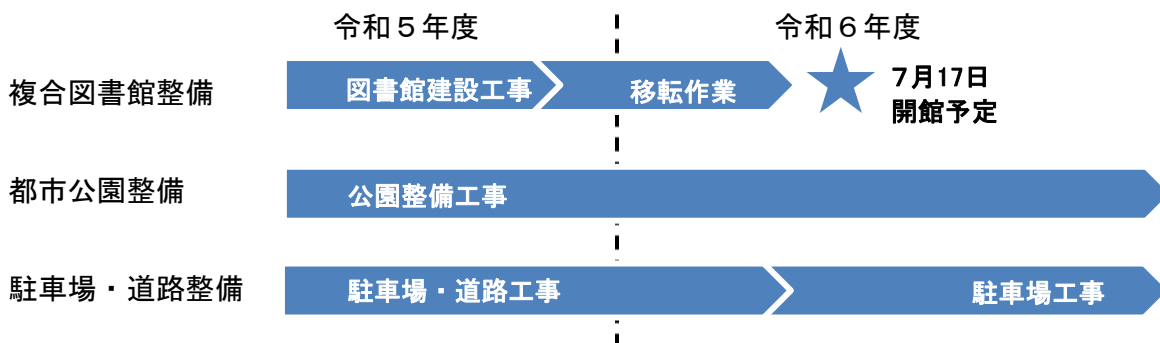 令和５年度
令和６年度
複合図書館整備
図書館建設工事
移転作業
7月17日
開館予定
都市公園整備
公園整備工事
駐車場・道路整備
駐車場・道路工事
駐車場工事